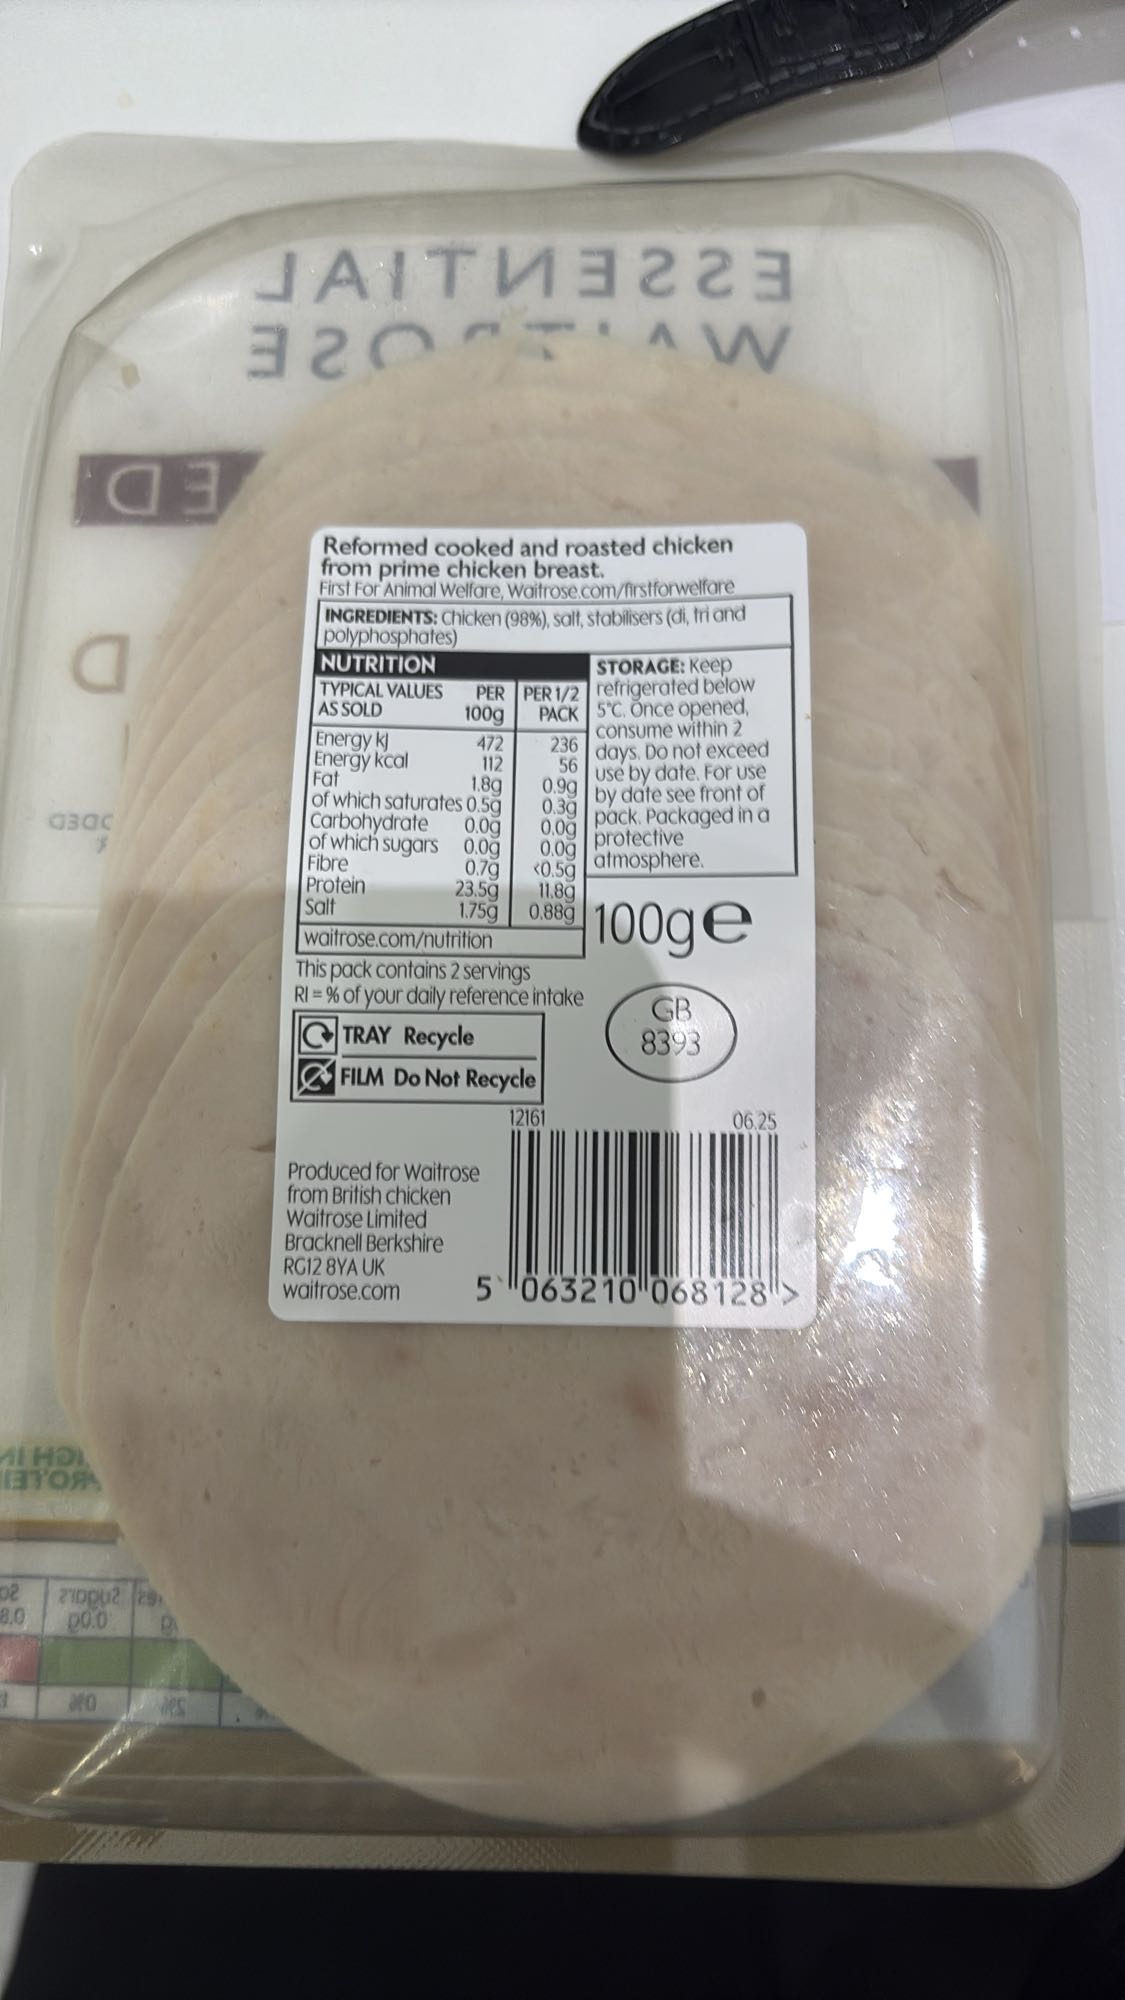 ESSENTIAL
WAITROSE
Reformed cooked and roasted chicken
from prime chicken breast.
First For Animal Welfare, Waitrose.com/firstforwelfare
INGREDIENTS: Chicken (98%), salt, stabilisers (di, tri and
polyphosphates)
NUTRITION
TYPICAL VALUES PER PER 1/2
AS SOLD 100g PACK
Energy kJ 472 236
Energy kcal 112 56
Fat 1.8g 0.9g
of which saturates 0.5g 0.3g
Carbohydrate 0.0g 0.0g
of which sugars 0.0g 0.0g
Fibre 0.7g <0.5g
Protein 23.5g 11.8g
Salt 1.75g 0.88g
waitrose.com/nutrition
STORAGE: Keep
refrigerated below
5°C. Once opened,
consume within 2
days. Do not exceed
use by date. For use
by date see front of
pack. Packaged in a
protective
atmosphere.
100g e
This pack contains 2 servings
RI = % of your daily reference intake
GB
8393
TRAY Recycle
FILM Do Not Recycle
12161 06.25
Produced for Waitrose
from British chicken
Waitrose Limited
Bracknell Berkshire
RG12 8YA UK
waitrose.com
5 063210 068128 >
Sugars
0.0g
0%
2%